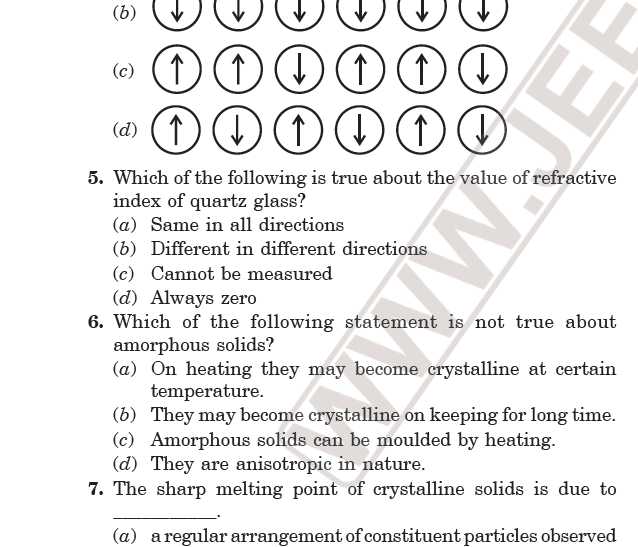 (b) ↓ ↓ ↓ ↓ ↓ ↓
(c) ↑ ↑ ↓ ↑ ↑ ↓
(d) ↑ ↓ ↑ ↓ ↑ ↓
5. Which of the following is true about the value of refractive
index of quartz glass?
(a) Same in all directions
(b) Different in different directions
(c) Cannot be measured
(d) Always zero
6. Which of the following statement is not true about
amorphous solids?
(a) On heating they may become crystalline at certain
temperature.
(b) They may become crystalline on keeping for long time.
(c) Amorphous solids can be moulded by heating.
(d) They are anisotropic in nature.
7. The sharp melting point of crystalline solids is due to
___________.
(a) a regular arrangement of constituent particles observed
WWW.JEE